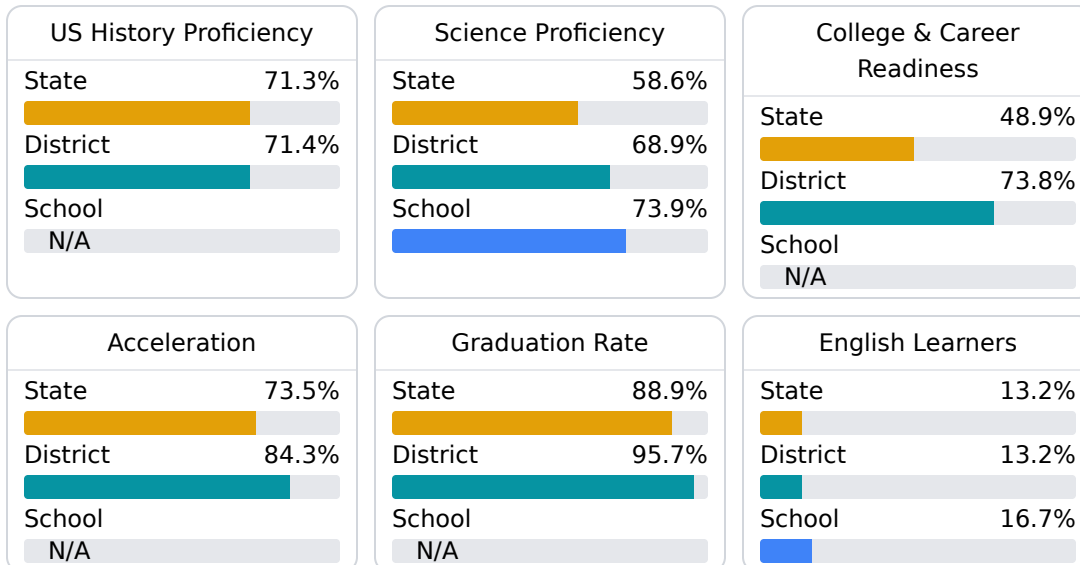 US History Proficiency
State 71.3%
District 71.4%
School
N/A
Science Proficiency
State 58.6%
District 68.9%
School 73.9%
College & Career
Readiness
State 48.9%
District 73.8%
School
N/A
Acceleration
State 73.5%
District 84.3%
School
N/A
Graduation Rate
State 88.9%
District 95.7%
School
N/A
English Learners
State 13.2%
District 13.2%
School 16.7%